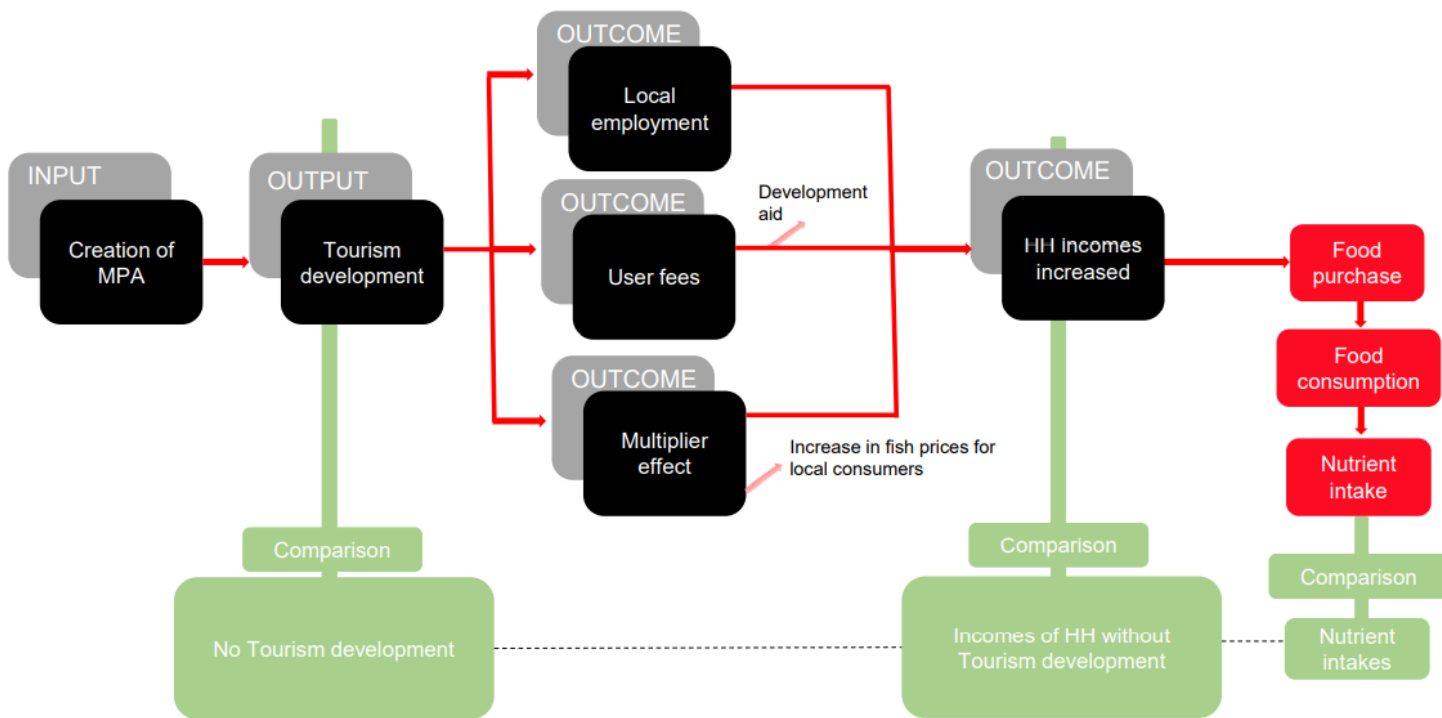 INPUT
Creation of
MPA
OUTPUT
Tourism
development
OUTCOME
Local
employment
OUTCOME
User fees
Development
aid
OUTCOME
Multiplier
effect
Increase in fish prices for
local consumers
OUTCOME
HH incomes
increased
Food
purchase
Food
consumption
Nutrient
intake
Comparison
No Tourism development
Comparison
Incomes of HH without
Tourism development
Comparison
Nutrient
intakes